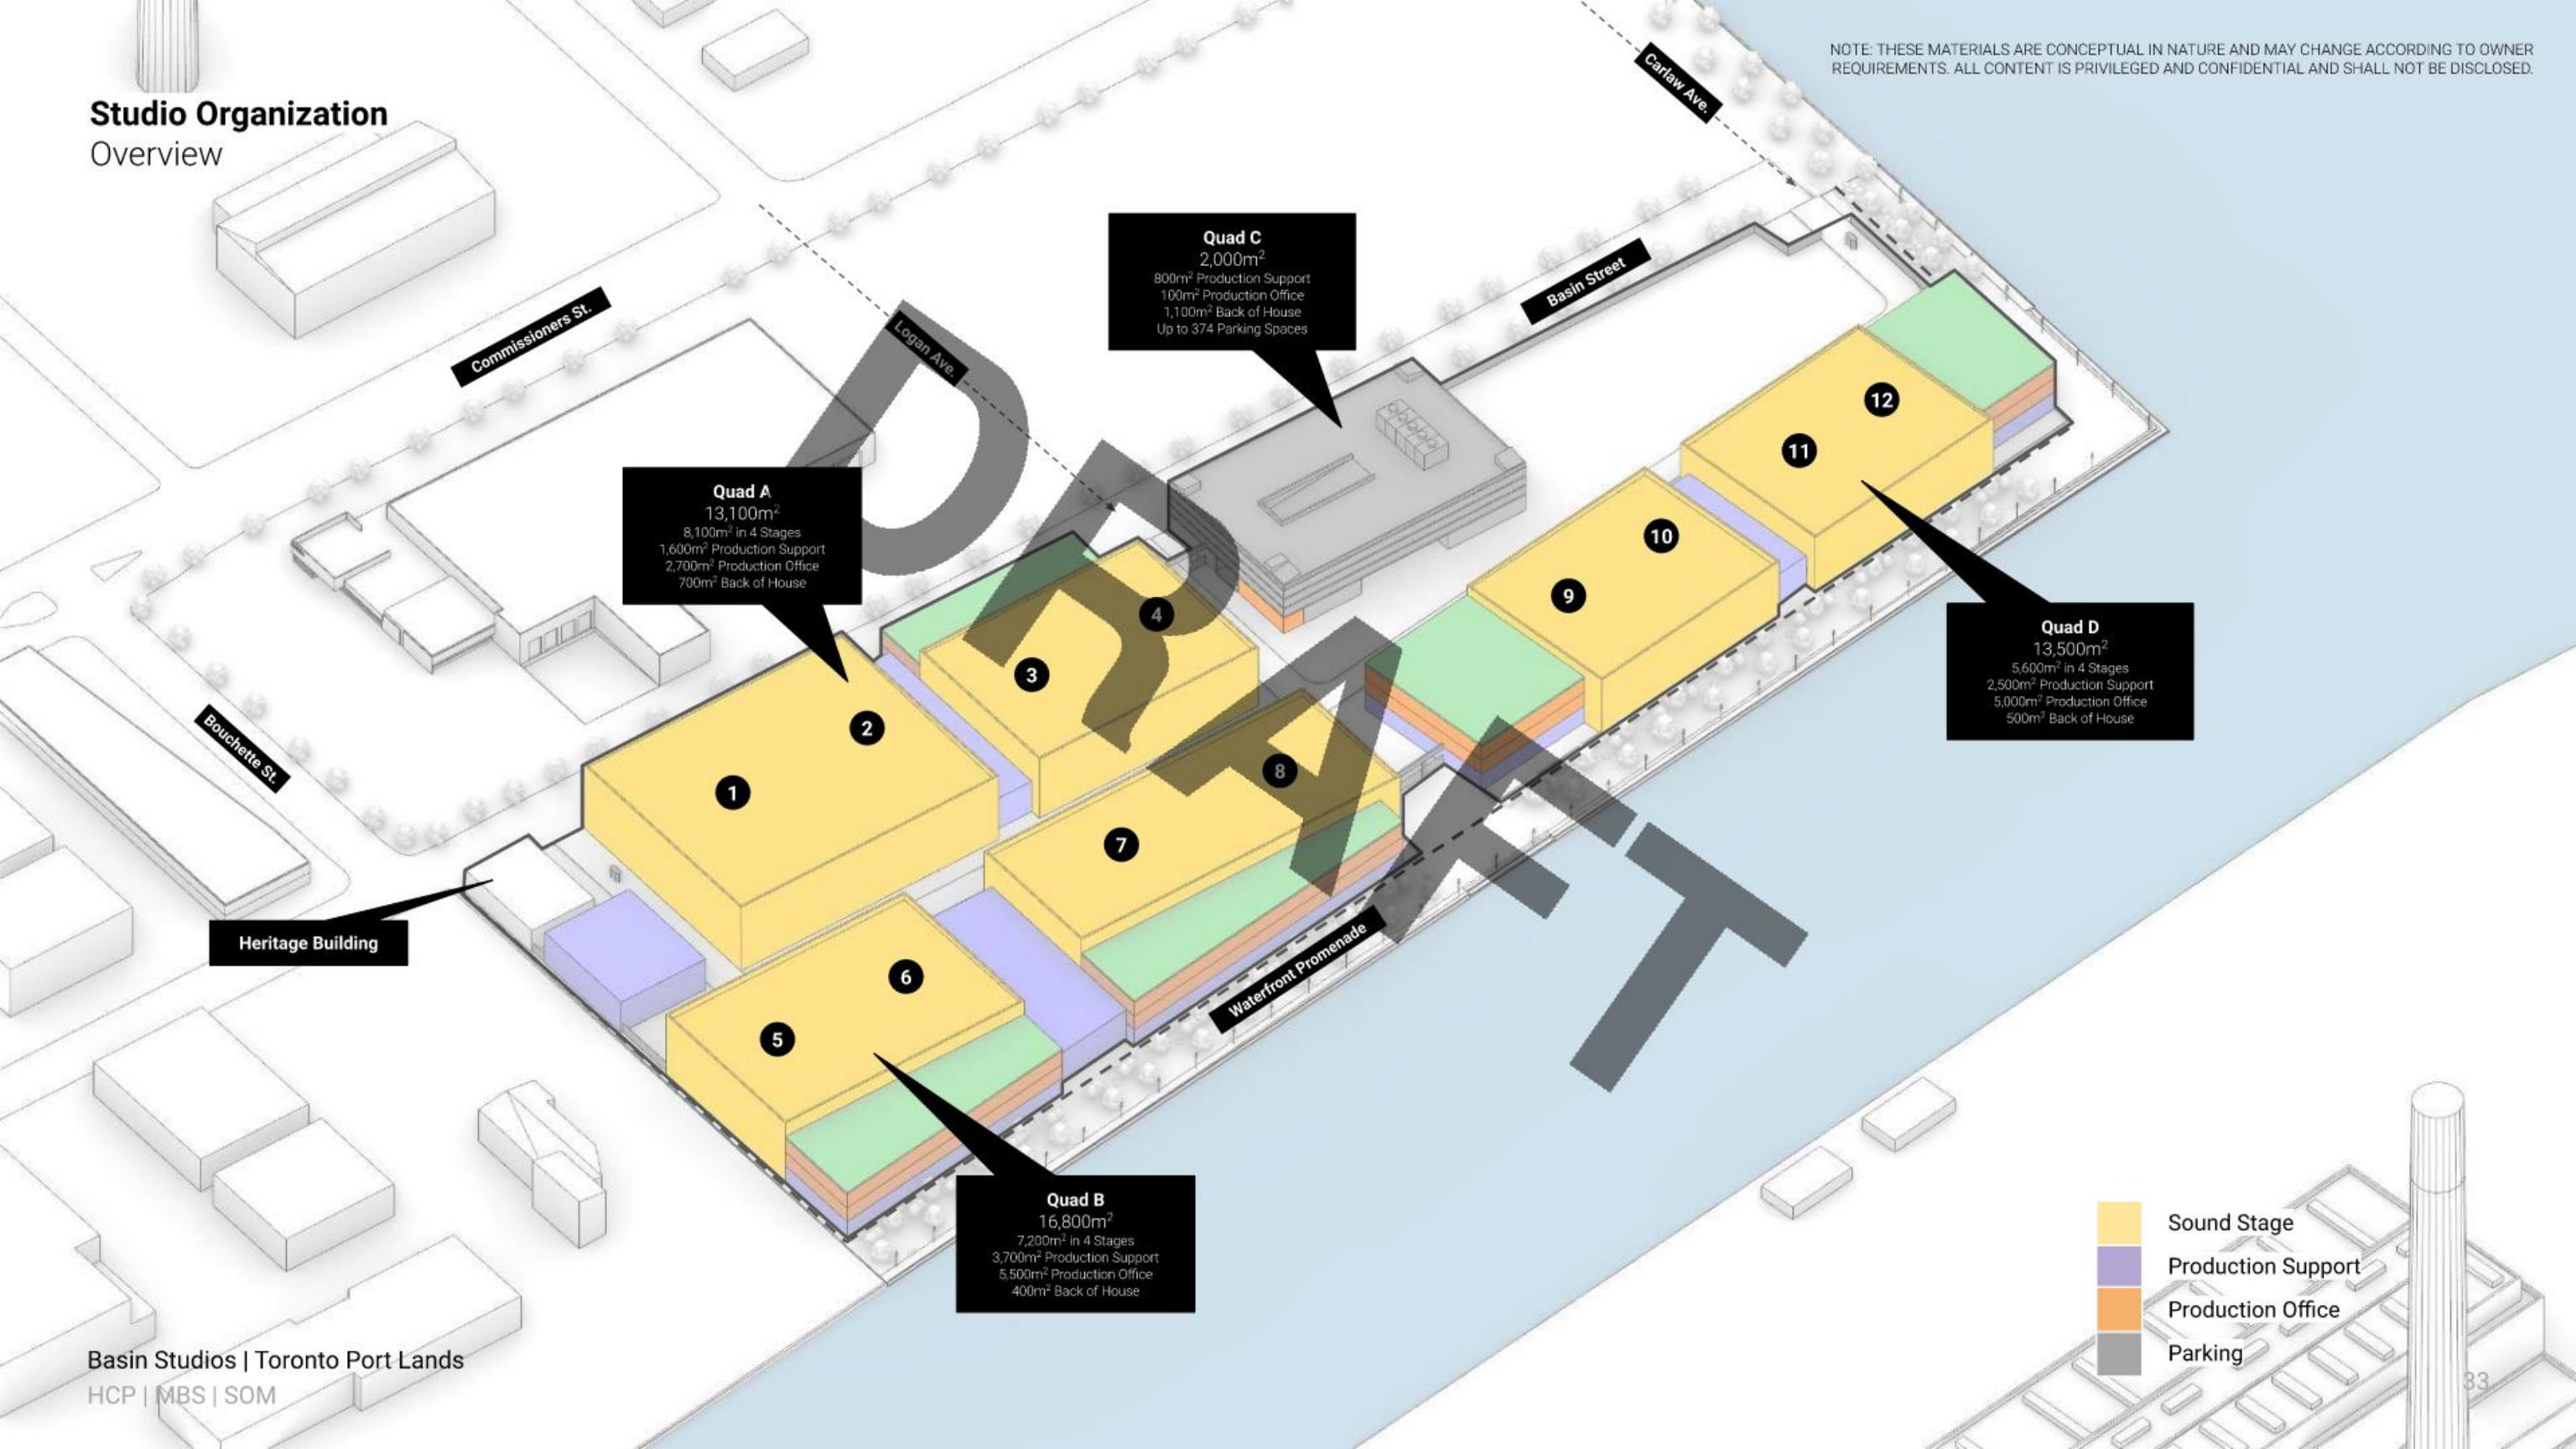 Studio Organization
Overview
NOTE: THESE MATERIALS ARE CONCEPTUAL IN NATURE AND MAY CHANGE ACCORDING TO OWNER
REQUIREMENTS. ALL CONTENT IS PRIVILEGED AND CONFIDENTIAL AND SHALL NOT BE DISCLOSED.
Carlaw Ave.
Basin Street
Commissioners St.
Logan Ave.
Quad C
2,000m²
800m² Production Support
100m² Production Office
1,100m² Back of House
Up to 374 Parking Spaces
Quad A
13,100m²
8,100m² in 4 Stages
1,600m² Production Support
2,700m² Production Office
700m² Back of House
12
11
10
9
4
3
2
1
8
7
6
5
DRAFT
Quad D
13,500m²
5,600m² in 4 Stages
2,500m² Production Support
5,000m² Production Office
500m² Back of House
Bouchette St.
Heritage Building
Waterfront Promenade
Quad B
16,800m²
7,200m² in 4 Stages
3,700m² Production Support
5,500m² Production Office
400m² Back of House
Sound Stage
Production Support
Production Office
Parking
Basin Studios | Toronto Port Lands
HCP | MBS | SOM
33